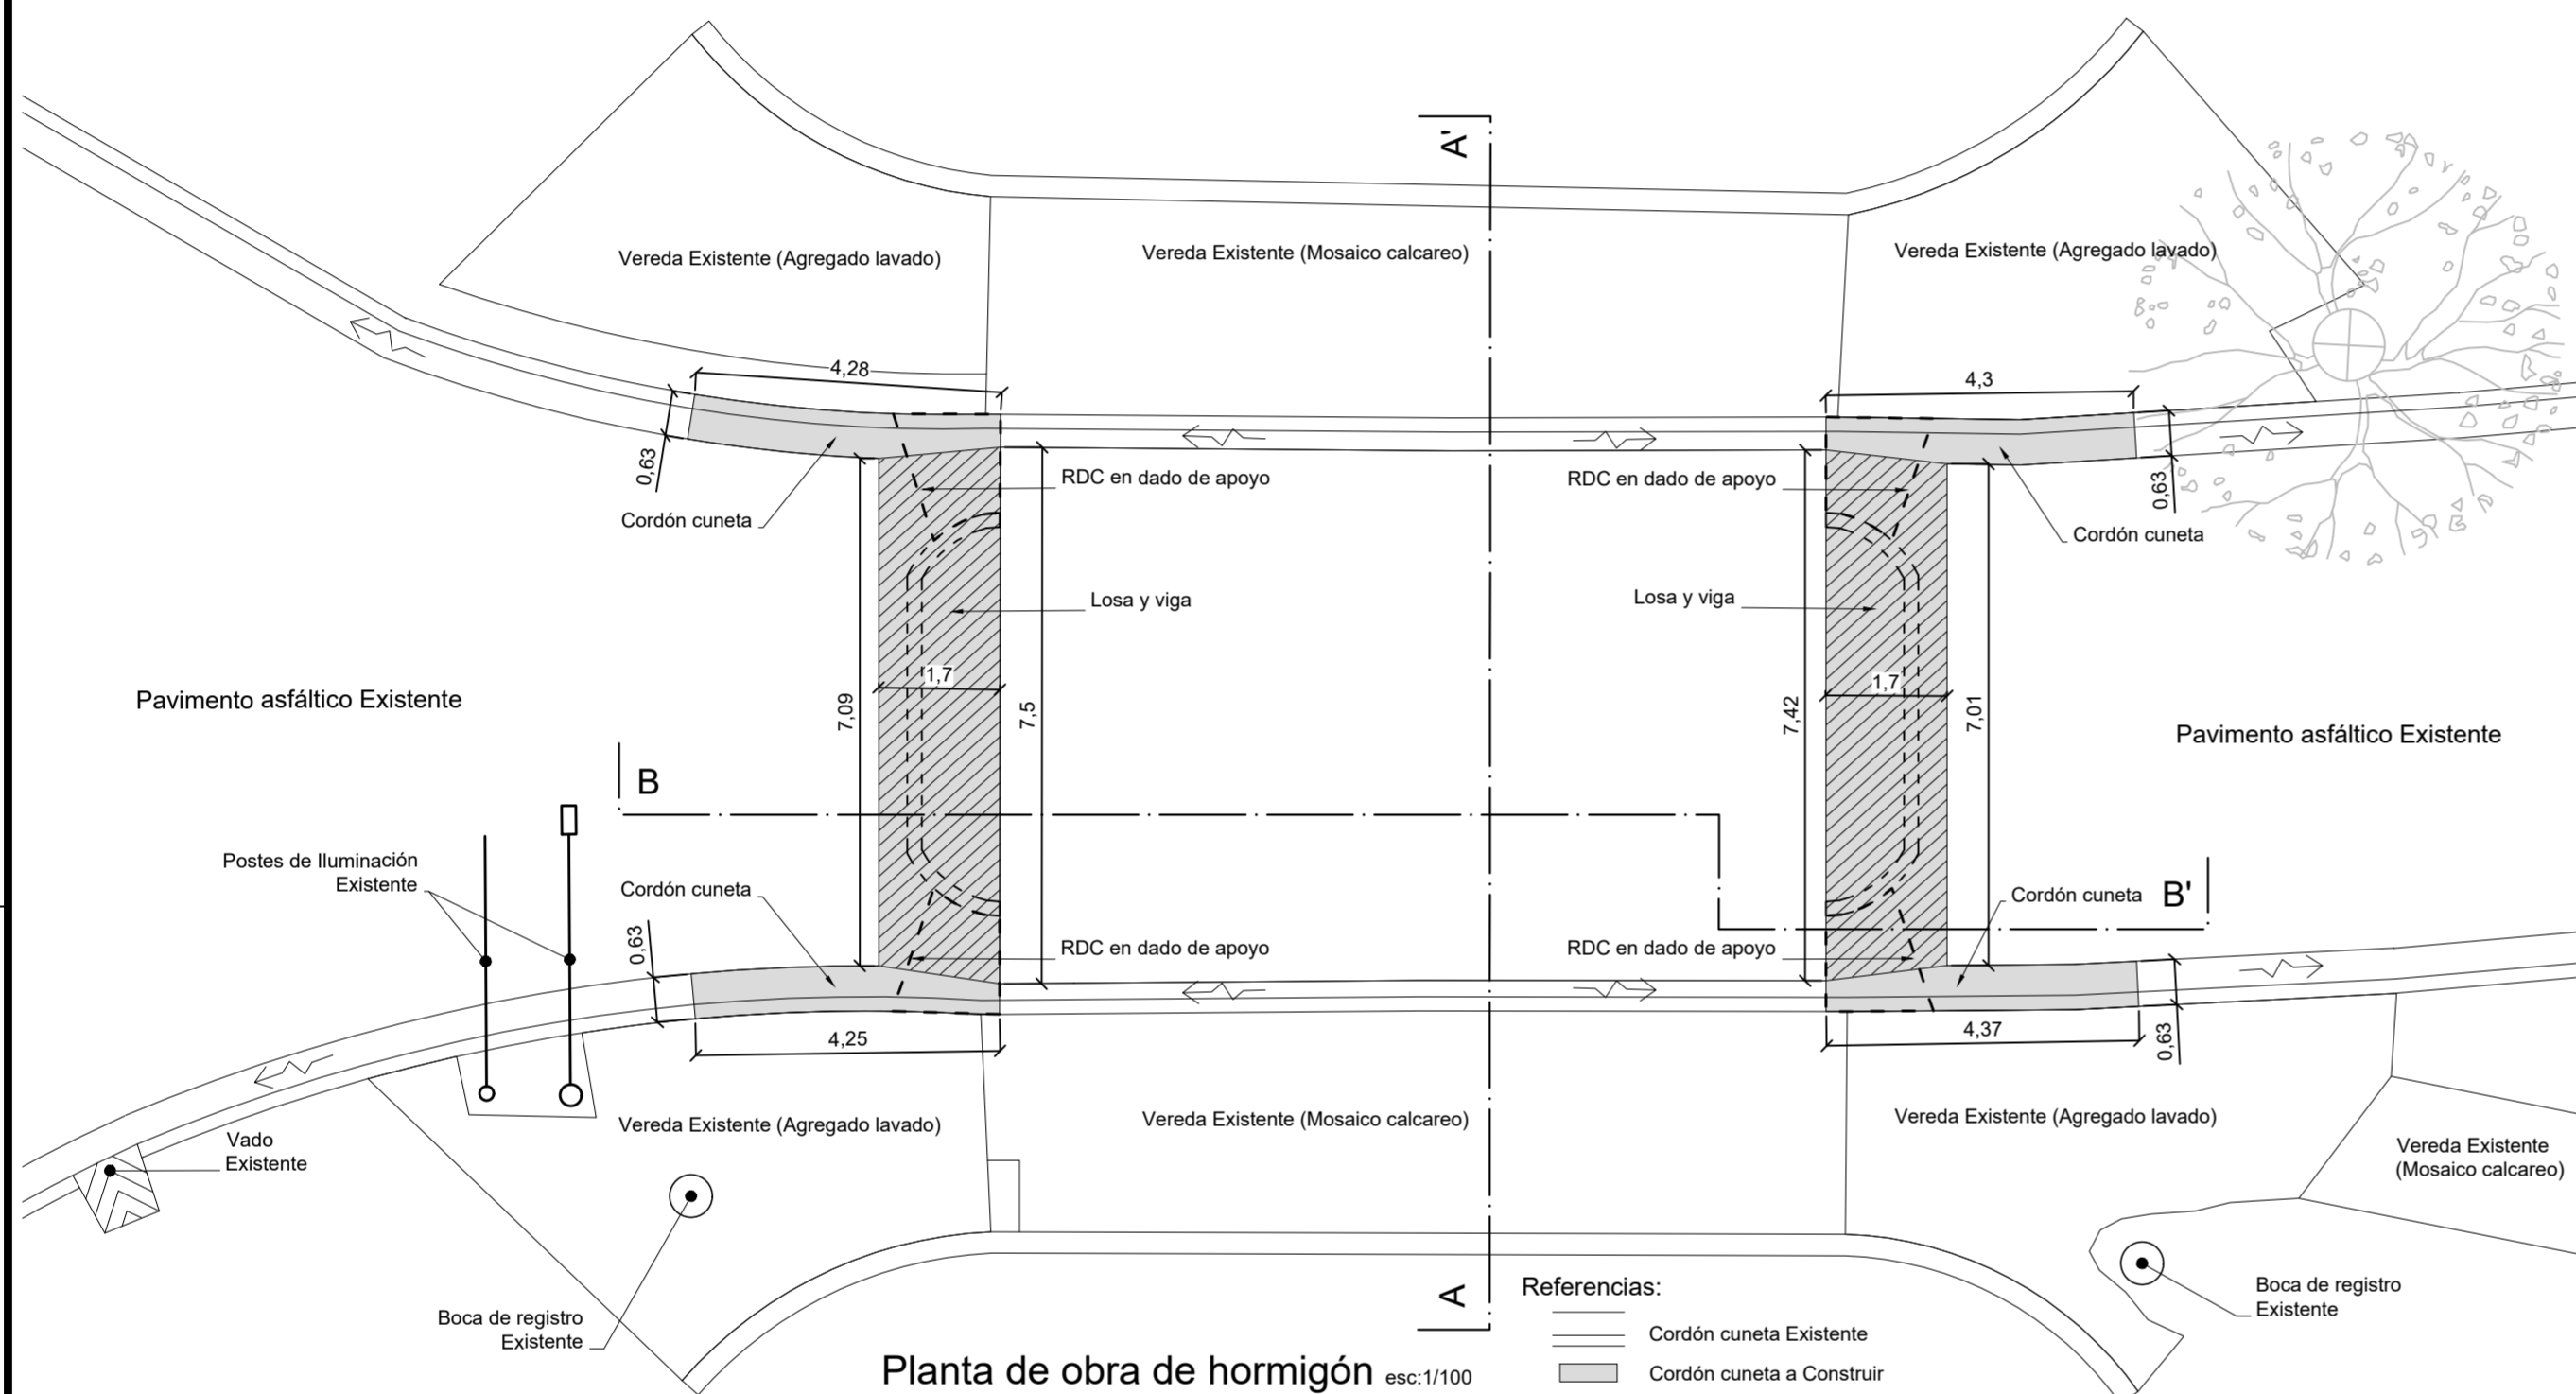 A'
Vereda Existente (Agregado lavado)
Vereda Existente (Mosaico calcareo)
Vereda Existente (Agregado lavado)
4,28
4,3
0,63
0,63
RDC en dado de apoyo
RDC en dado de apoyo
Cordón cuneta
Cordón cuneta
Losa y viga
Losa y viga
1,7
1,7
Pavimento asfáltico Existente
7,09
7,5
7,42
7,01
Pavimento asfáltico Existente
B
Postes de Iluminación
Existente
Cordón cuneta
Cordón cuneta
B'
0,63
RDC en dado de apoyo
RDC en dado de apoyo
4,25
4,37
0,63
Vereda Existente (Agregado lavado)
Vereda Existente (Mosaico calcareo)
Vereda Existente (Agregado lavado)
Vado
Existente
Vereda Existente
(Mosaico calcareo)
Boca de registro
Existente
A
Referencias:
Boca de registro
Existente
Cordón cuneta Existente
Planta de obra de hormigón esc:1/100
Cordón cuneta a Construir